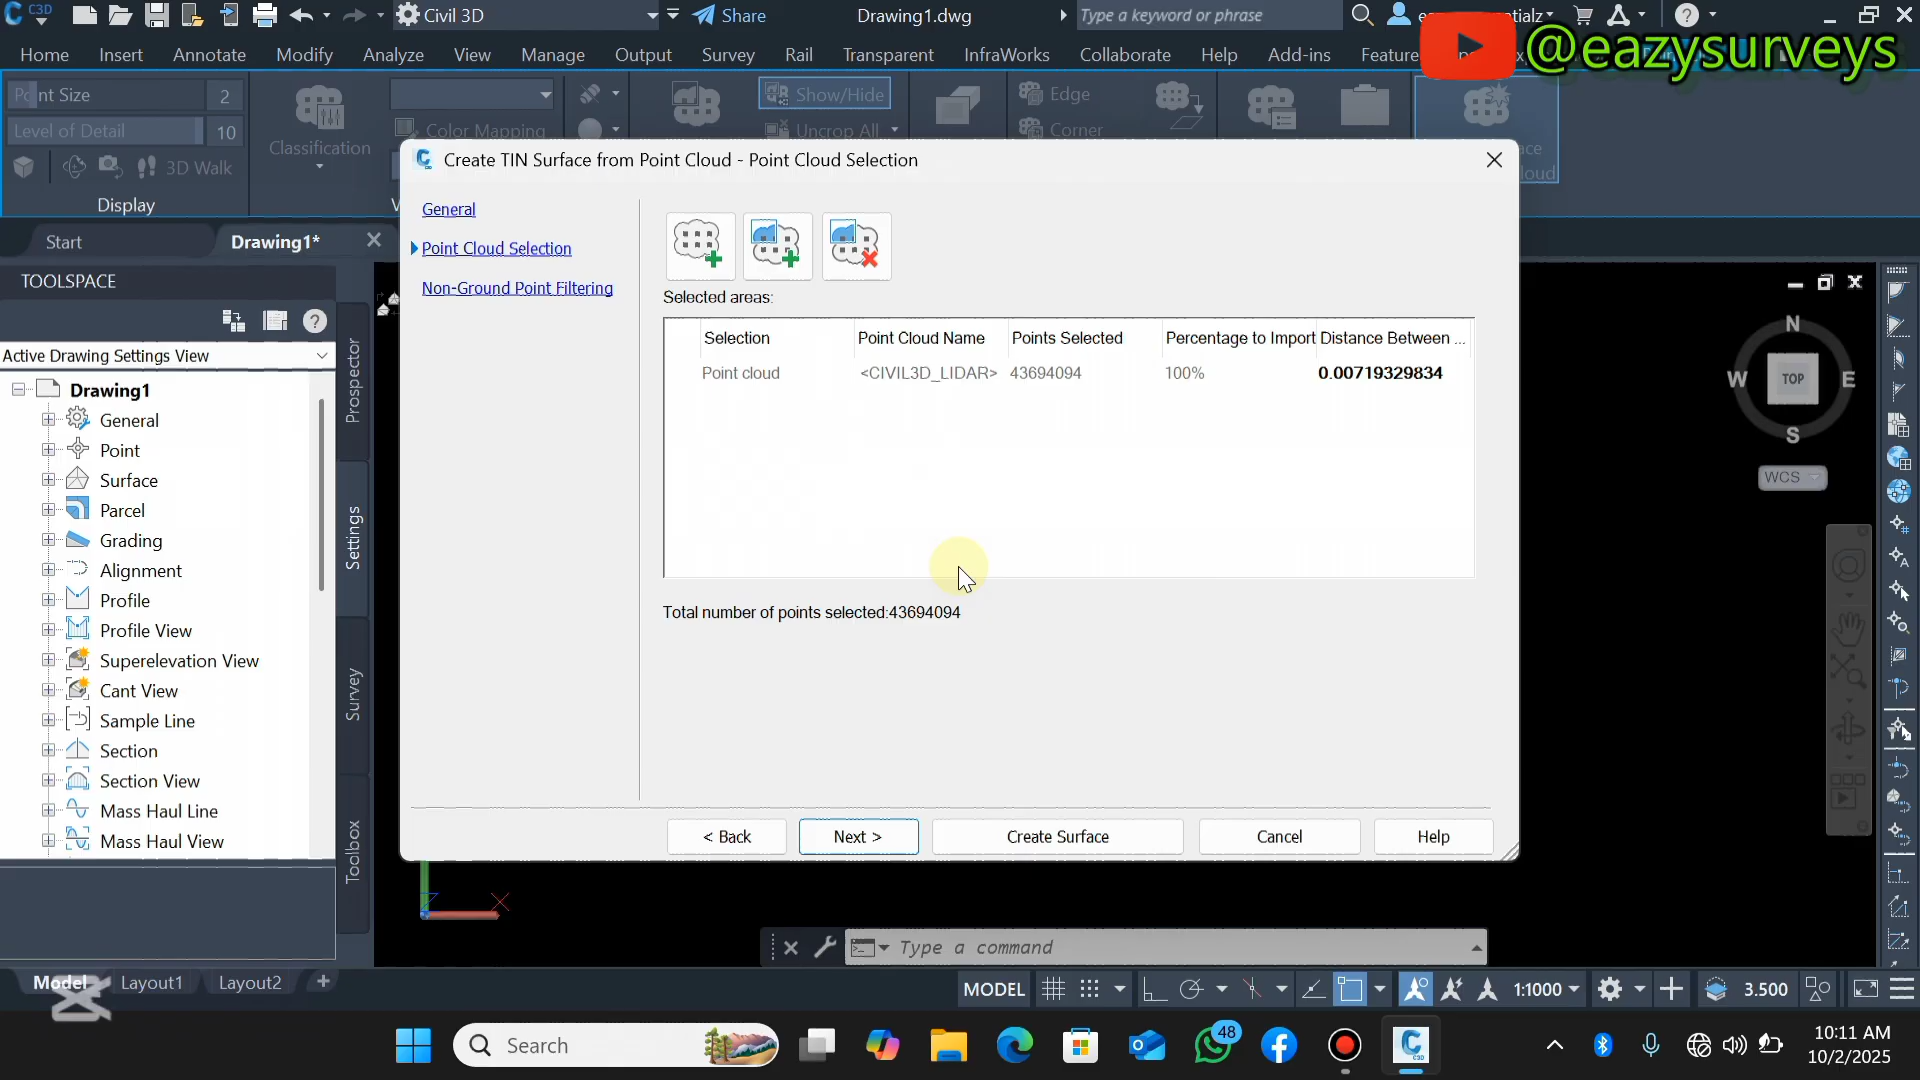 C3D
Civil 3D
Share
Drawing1.dwg
Type a keyword or phrase
@eazysurveys
Home
Insert
Annotate
Modify
Analyze
View
Manage
Output
Survey
Rail
Transparent
InfraWorks
Collaborate
Help
Add-ins
Feature
Point Size
2
Show/Hide
Edge
Level of Detail
10
Color Mapping
Uncrop All
Corner
Classification
3D Walk
Display
Create TIN Surface from Point Cloud - Point Cloud Selection
General
Point Cloud Selection
Non-Ground Point Filtering
Selected areas:
Selection
Point Cloud Name
Points Selected
Percentage to Import
Distance Between ...
Point cloud
<CIVIL3D_LIDAR>
43694094
100%
0.00719329834
Total number of points selected:43694094
< Back
Next >
Create Surface
Cancel
Help
Start
Drawing1*
TOOLSPACE
Active Drawing Settings View
Drawing1
General
Point
Surface
Parcel
Grading
Alignment
Profile
Profile View
Superelevation View
Cant View
Sample Line
Section
Section View
Mass Haul Line
Mass Haul View
Prospector
Settings
Survey
Toolbox
N
W
TOP
E
S
WCS
Type a command
Model
Layout1
Layout2
MODEL
1:1000
3.500
Search
48
10:11 AM
10/2/2025